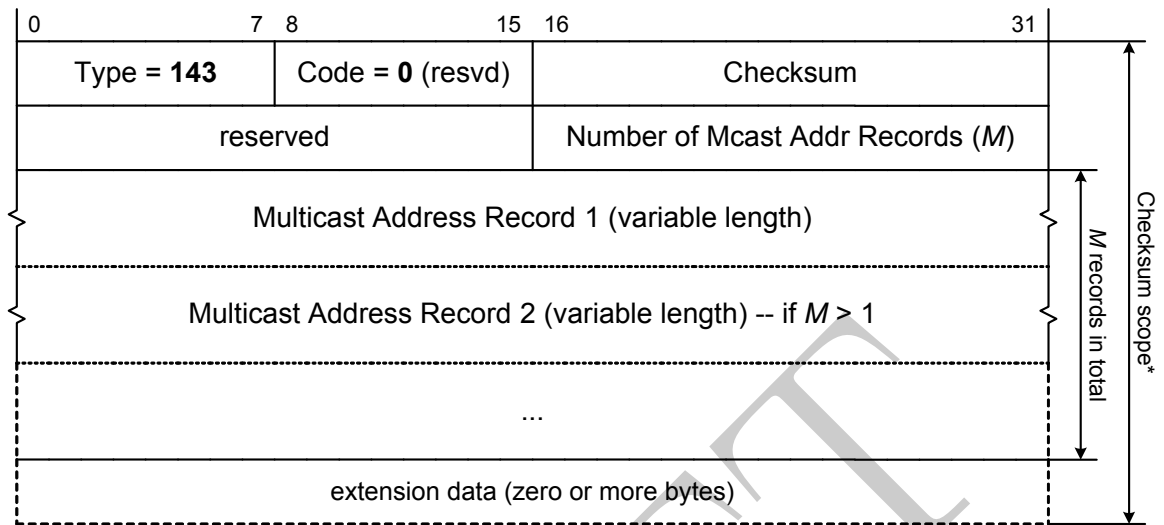 0 7 8 15 16 31
Type = 143 Code = 0 (resvd) Checksum
reserved Number of Mcast Addr Records (M)
Multicast Address Record 1 (variable length)
Multicast Address Record 2 (variable length) -- if M > 1
...
extension data (zero or more bytes)
M records in total
Checksum scope*